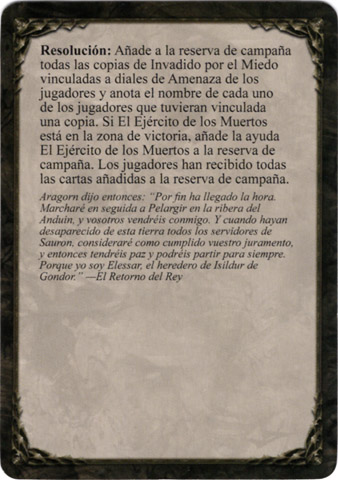 Resolución: Añade a la reserva de campaña
todas las copias de Invadido por el Miedo
vinculadas a diales de Amenaza de los
jugadores y anota el nombre de cada uno
de los jugadores que tuvieran vinculada
una copia. Si El Ejército de los Muertos
está en la zona de victoria, añade la ayuda
El Ejército de los Muertos a la reserva de
campaña. Los jugadores han recibido todas
las cartas añadidas a la reserva de campaña.
Aragorn dijo entonces: “Por fin ha llegado la hora.
Marcharé en seguida a Pelargir en la ribera del
Anduin, y vosotros vendréis conmigo. Y cuando hayan
desaparecido de esta tierra todos los servidores de
Sauron, consideraré como cumplido vuestro juramento,
y entonces tendréis paz y podréis partir para siempre.
Porque yo soy Elessar, el heredero de Isildur de
Gondor.” —El Retorno del Rey